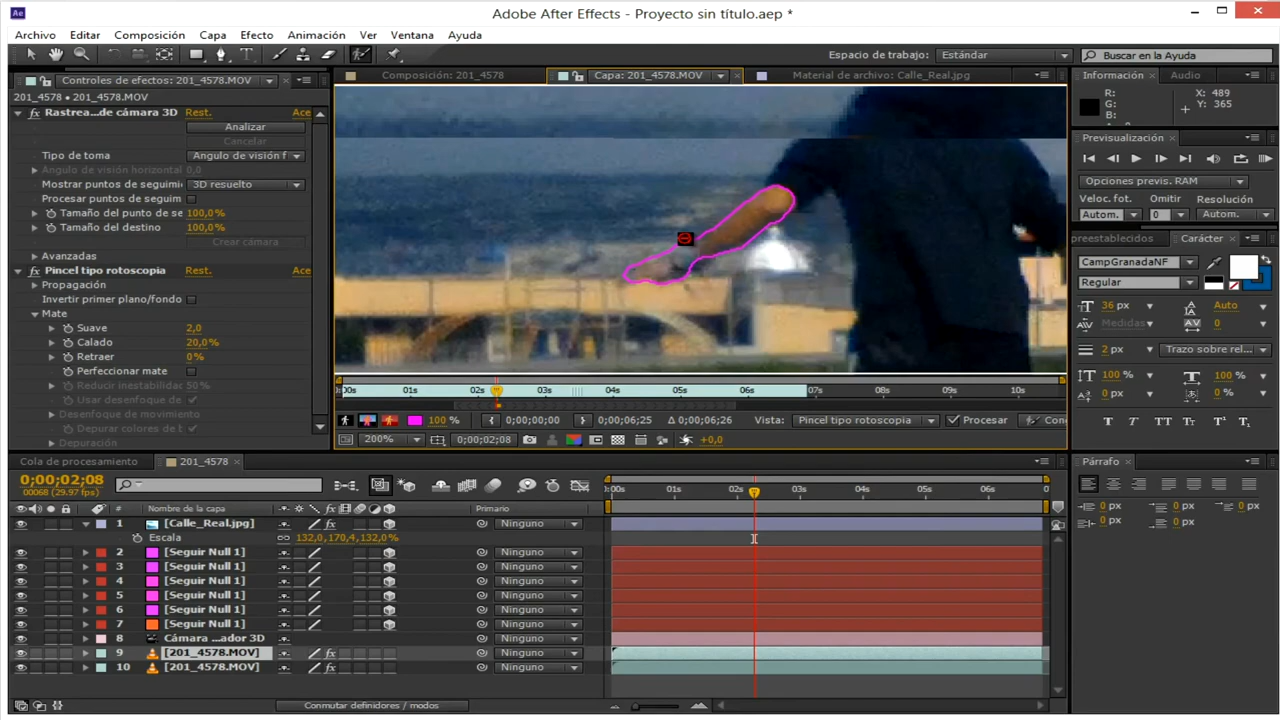 Ae Adobe After Effects - Proyecto sin título.aep *
Archivo Editar Composición Capa Efecto Animación Ver Ventana Ayuda
Espacio de trabajo: Estándar Buscar en la Ayuda
Controles de efectos: 201_4578.MOV Composición: 201_4578 Capa: 201_4578.MOV Material de archivo: Calle_Real.jpg Información Audio
201_4578 • 201_4578.MOV
fx Rastrea...de cámara 3D Rest. Ace
Analizar
Cancelar
Tipo de toma Angulo de visión f
Angulo de visión horizontal 0,0
Mostrar puntos de seguimi 3D resuelto
Procesar puntos de seguim
Tamaño del punto de se 100,0%
Tamaño del destino 100,0%
Crear cámara
Avanzadas
fx Pincel tipo rotoscopia Rest. Ace
Propagación
Invertir primer plano/fondo
Mate
Suave 2,0
Calado 20,0%
Retraer 0%
Perfeccionar mate
Reducir inestabilidad 50%
Usar desenfoque de
Desenfoque de movimiento
Depurar colores de b
Depuración
R: X: 489
G: Y: 365
B:
Previsualización
Opciones previs. RAM
Veloc. fot. Omitir Resolución
Autom. 0 Autom.
preestablecidos Carácter
CampGranadaNF
Regular
36 px Auto
Medidas 0
2 px Trazo sobre rel...
100 % 100 %
0 px 0 %
T T TT Tт T¹ T₁
:00s 01s 02s 03s 04s 05s 06s 07s 08s 09s 10s
100 % 0;00;00;00 0;00;06;25 Δ 0;00;06;26 Vista: Pincel tipo rotoscopia Procesar Con
200% 0;00;02;08 +0,0
Cola de procesamiento 201_4578
0;00;02;08
00068 (29.97 fps)
:00s 01s 02s 03s 04s 05s 06s 0
# Nombre de la capa Primario
1 [Calle_Real.jpg] Ninguno
Escala 132,0,170,4,132,0%
2 [Seguir Null 1] Ninguno
3 [Seguir Null 1] Ninguno
4 [Seguir Null 1] Ninguno
5 [Seguir Null 1] Ninguno
6 [Seguir Null 1] Ninguno
7 [Seguir Null 1] Ninguno
8 Cámara ...ador 3D Ninguno
9 [201_4578.MOV] Ninguno
10 [201_4578.MOV] Ninguno
Conmutar definidores / modos
Párrafo
0 px 0 px 0 px
0 px 0 px